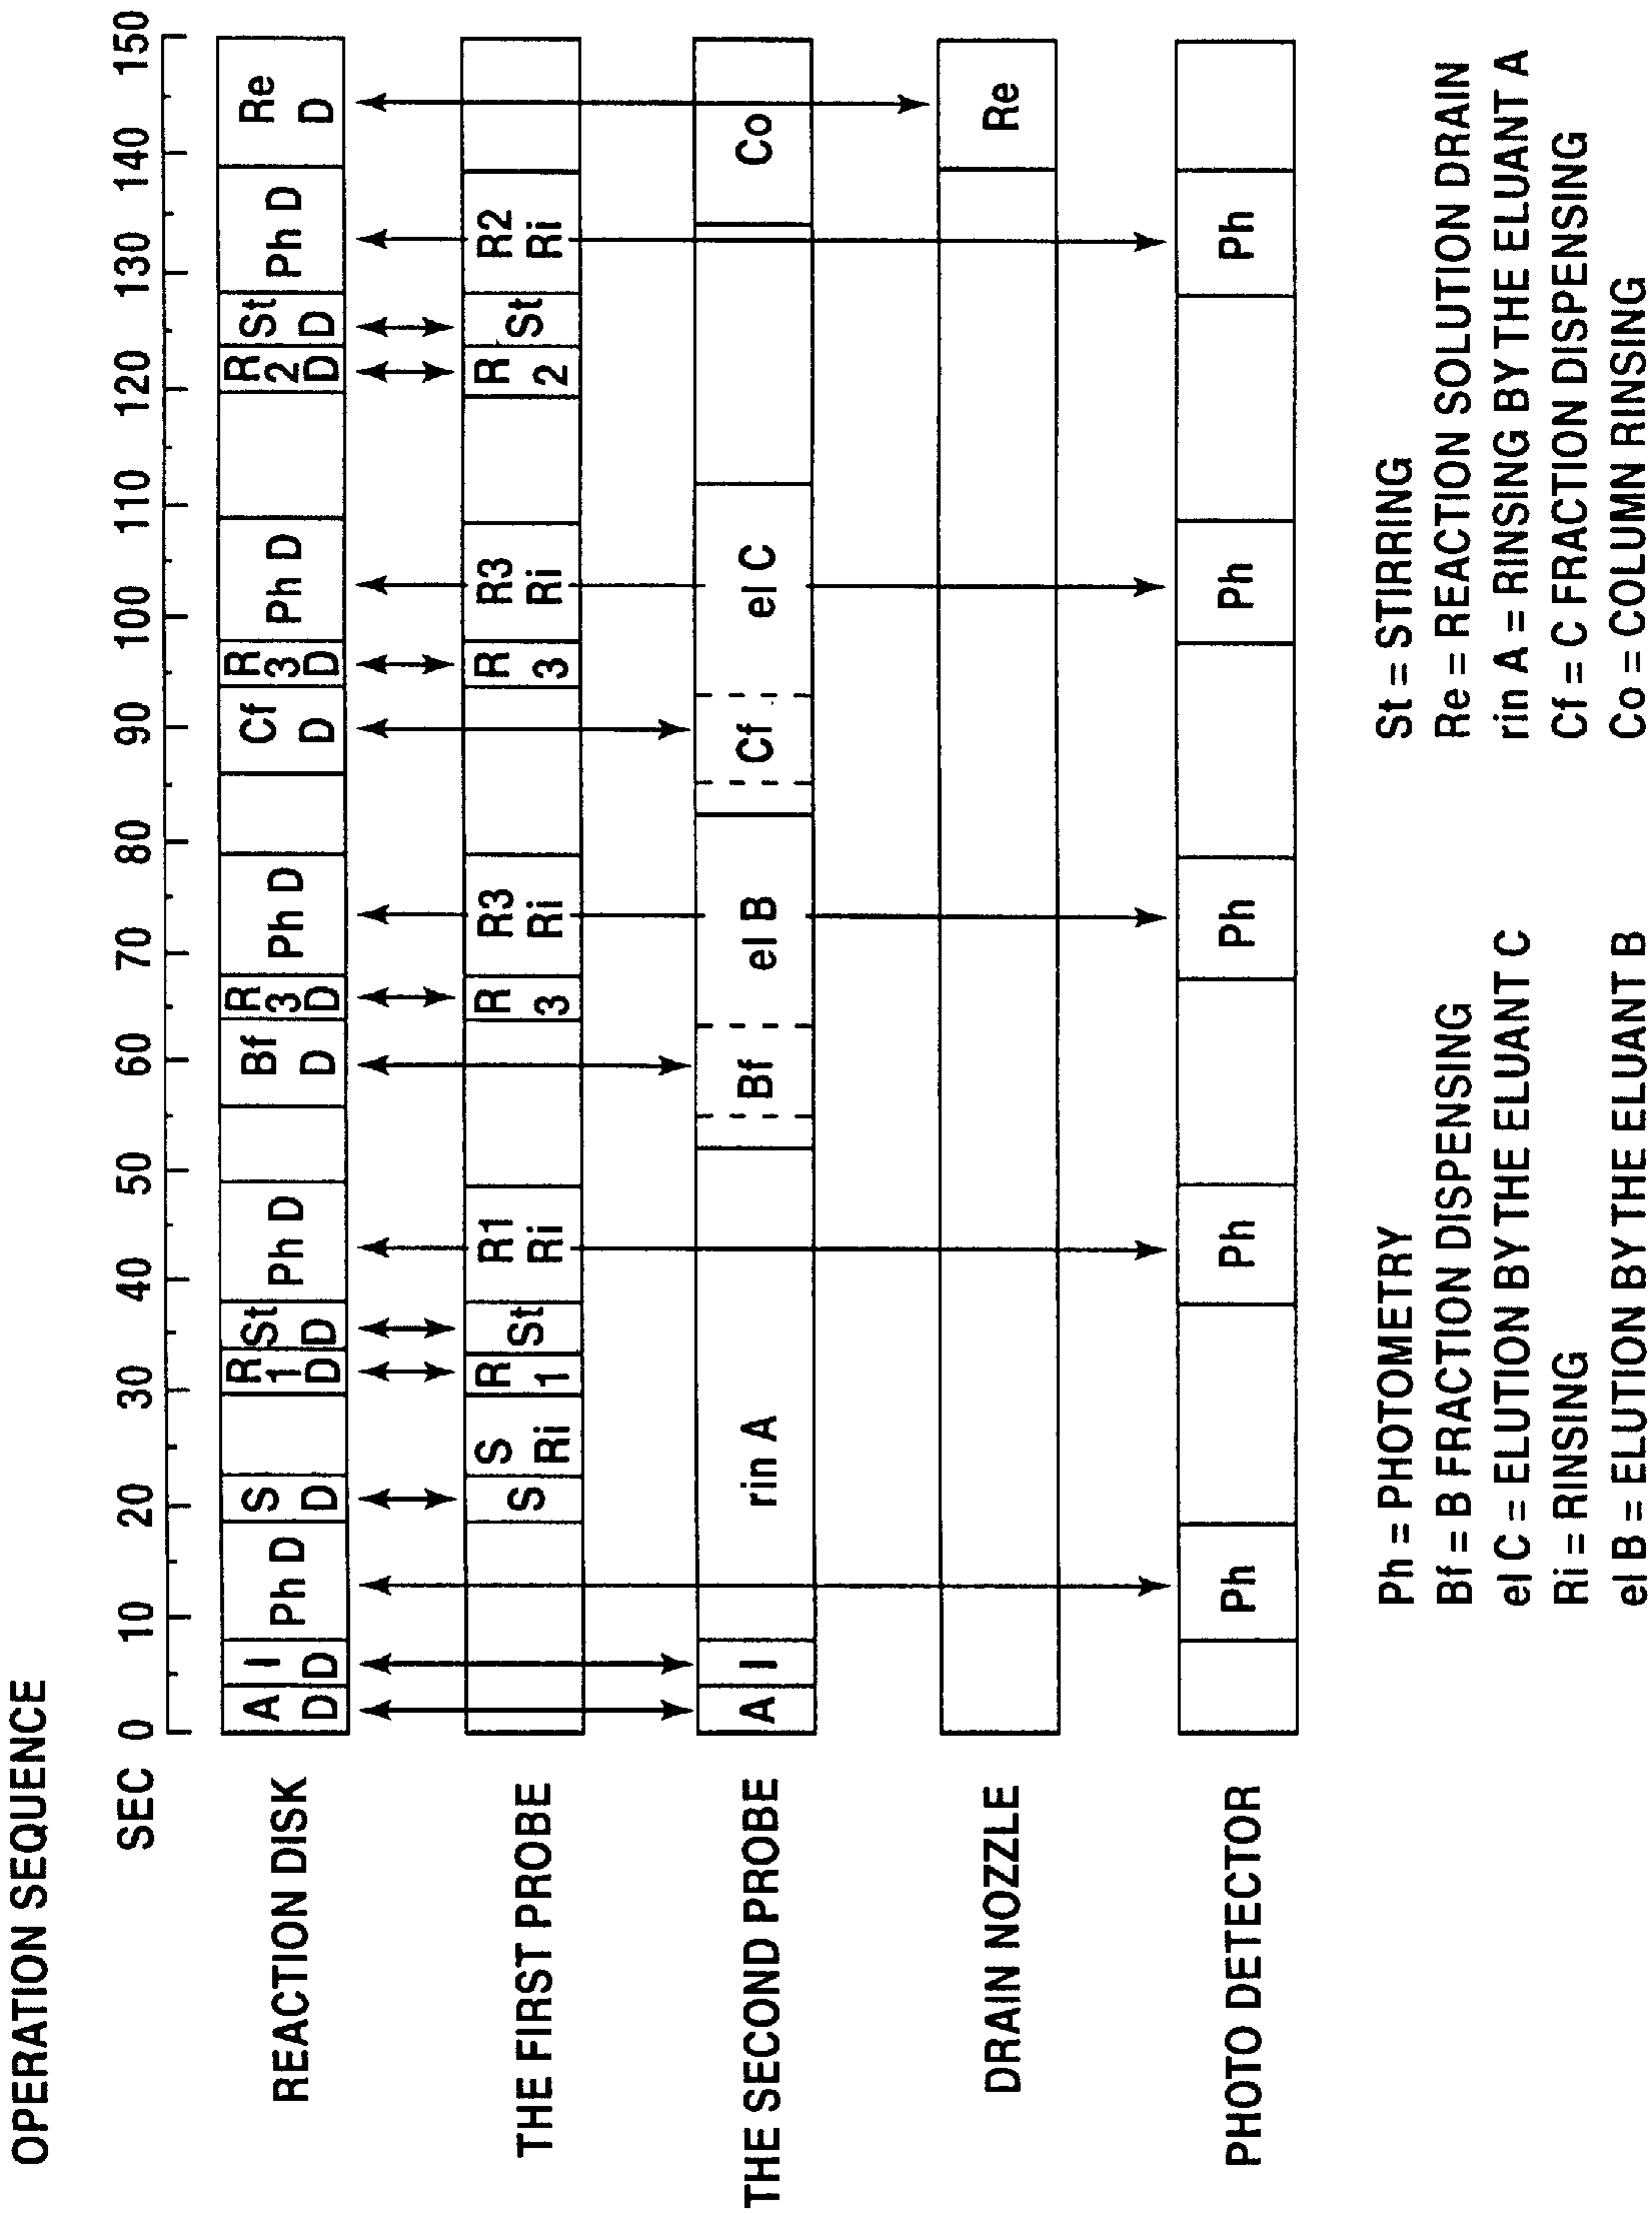 OPERATION SEQUENCE
SEC 0 10 20 30 40 50 60 70 80 90 100 110 120 130 140 150
REACTION DISK
A D
I D
Ph D
S D
R 1 D
St D
Ph D
Bf D
R 3 D
Ph D
Cf D
R 3 D
Ph D
R 2 D
St D
Ph D
Re D
THE FIRST PROBE
S
S Ri
R 1
St
R1 Ri
R 3
R3 Ri
R 3
R3 Ri
R 2
St
R2 Ri
THE SECOND PROBE
A
I
rin A
Bf
el B
Cf
el C
Co
DRAIN NOZZLE
Re
PHOTO DETECTOR
Ph
Ph
Ph
Ph
Ph
Ph = PHOTOMETRY
Bf = B FRACTION DISPENSING
el C = ELUTION BY THE ELUANT C
Ri = RINSING
el B = ELUTION BY THE ELUANT B
St = STIRRING
Re = REACTION SOLUTION DRAIN
rin A = RINSING BY THE ELUANT A
Cf = C FRACTION DISPENSING
Co = COLUMN RINSING